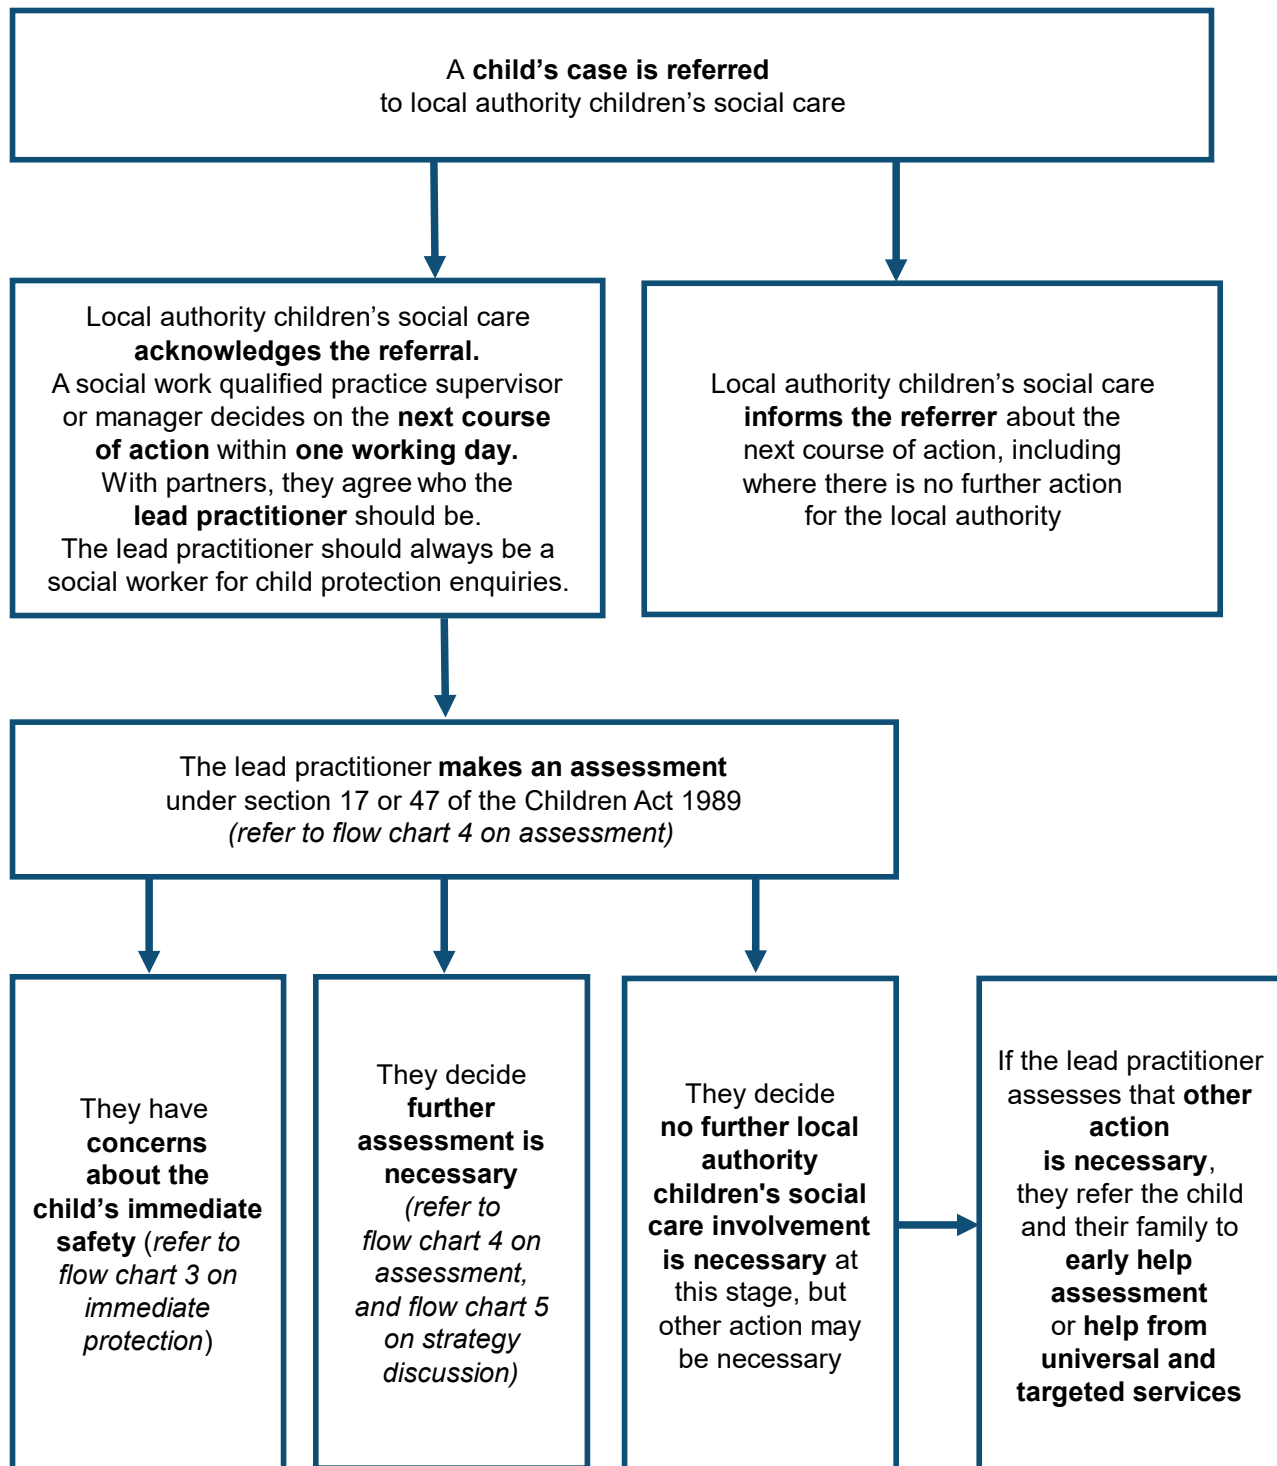 A child’s case is referred
to local authority children’s social care
Local authority children’s social care
acknowledges the referral.
A social work qualified practice supervisor
or manager decides on the next course
of action within one working day.
With partners, they agree who the
lead practitioner should be.
The lead practitioner should always be a
social worker for child protection enquiries.
Local authority children’s social care
informs the referrer about the
next course of action, including
where there is no further action
for the local authority
The lead practitioner makes an assessment
under section 17 or 47 of the Children Act 1989
(refer to flow chart 4 on assessment)
They have
concerns
about the
child’s immediate
safety (refer to
flow chart 3 on
immediate
protection)
They decide
further
assessment is
necessary
(refer to
flow chart 4 on
assessment,
and flow chart 5
on strategy
discussion)
They decide
no further local
authority
children's social
care involvement
is necessary at
this stage, but
other action may
be necessary
If the lead practitioner
assesses that other
action
is necessary,
they refer the child
and their family to
early help
assessment
or help from
universal and
targeted services